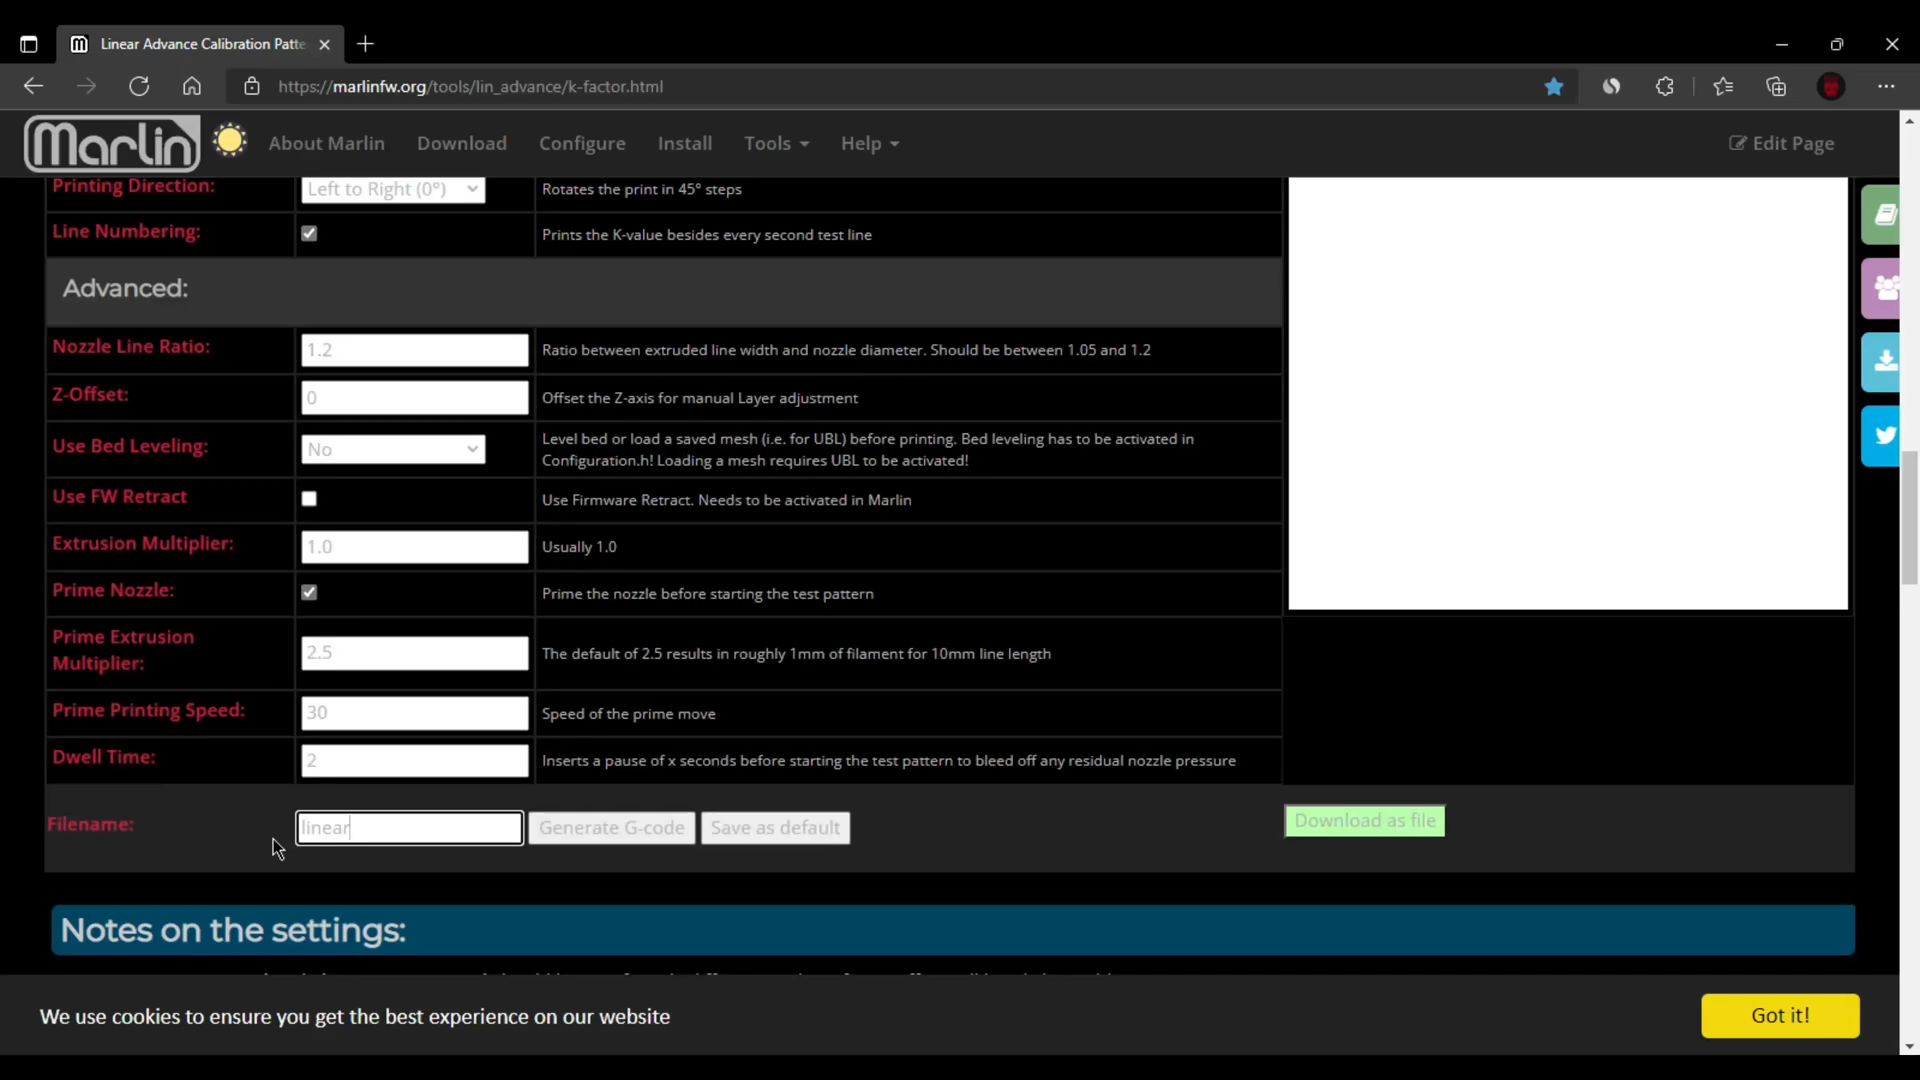 Linear Advance Calibration Patte
https://marlinfw.org/tools/lin_advance/k-factor.html
Marlin
About Marlin
Download
Configure
Install
Tools
Help
Edit Page
Printing Direction:
Left to Right (0°)
Rotates the print in 45° steps
Line Numbering:
Prints the K-value besides every second test line
Advanced:
Nozzle Line Ratio:
1.2
Ratio between extruded line width and nozzle diameter. Should be between 1.05 and 1.2
Z-Offset:
0
Offset the Z-axis for manual Layer adjustment
Use Bed Leveling:
No
Level bed or load a saved mesh (i.e. for UBL) before printing. Bed leveling has to be activated in
Configuration.h! Loading a mesh requires UBL to be activated!
Use FW Retract
Use Firmware Retract. Needs to be activated in Marlin
Extrusion Multiplier:
1.0
Usually 1.0
Prime Nozzle:
Prime the nozzle before starting the test pattern
Prime Extrusion
Multiplier:
2.5
The default of 2.5 results in roughly 1mm of filament for 10mm line length
Prime Printing Speed:
30
Speed of the prime move
Dwell Time:
2
Inserts a pause of x seconds before starting the test pattern to bleed off any residual nozzle pressure
Filename:
linear
Generate G-code
Save as default
Download as file
Notes on the settings:
We use cookies to ensure you get the best experience on our website
Got it!